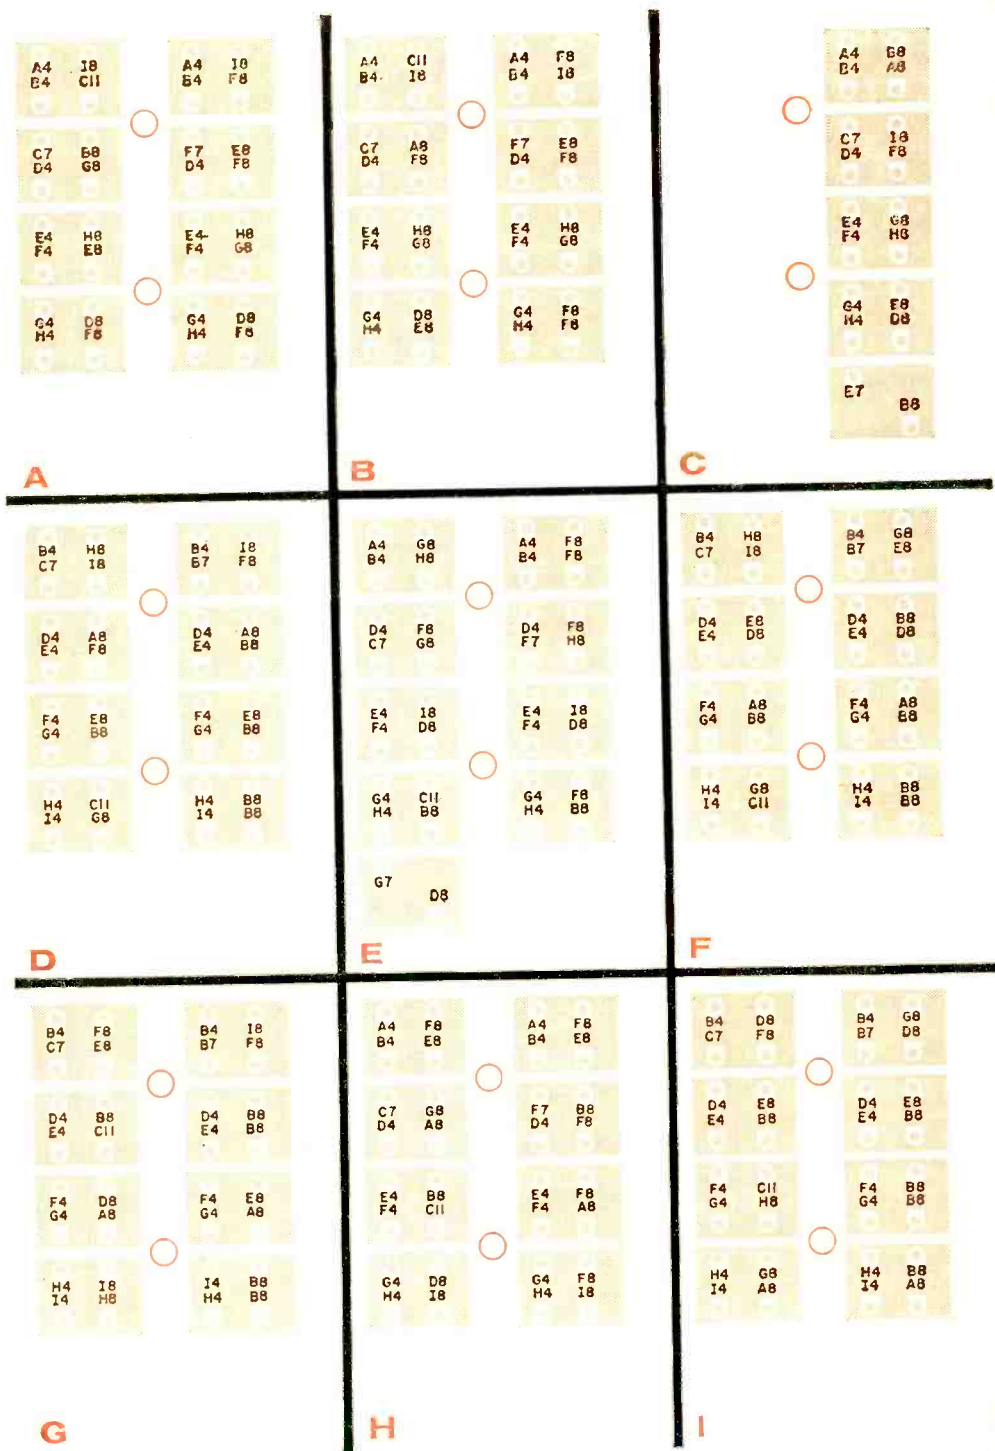 A4 I8
B4 C11
A4 I8
B4 F8
C7 B8
D4 G8
F7 E8
D4 F8
E4 H8
F4 E8
E4 H8
F4 G8
G4 D8
H4 F8
G4 D8
H4 F8
A
A4 C11
B4 I8
A4 F8
B4 I8
C7 A8
D4 F8
F7 E8
D4 F8
E4 H8
F4 G8
E4 H8
F4 G8
G4 D8
H4 E8
G4 F8
H4 F8
B
A4 B8
B4 A8
C7 I8
D4 F8
E4 G8
F4 H8
G4 E8
H4 D8
E7
B8
C
B4 H8
C7 I8
B4 I8
B7 F8
D4 A8
E4 F8
D4 A8
E4 B8
F4 E8
G4 B8
F4 E8
G4 B8
H4 C11
I4 G8
H4 B8
I4 B8
D
A4 G8
B4 H8
A4 F8
B4 F8
D4 F8
C7 G8
D4 F8
F7 H8
E4 I8
F4 D8
E4 I8
F4 D8
G4 C11
H4 B8
G4 F8
H4 B8
G7
D8
E
B4 H8
C7 I8
B4 G8
B7 E8
D4 E8
E4 D8
D4 B8
E4 D8
F4 A8
G4 B8
F4 A8
G4 B8
H4 G8
I4 C11
H4 B8
I4 B8
F
B4 F8
C7 E8
B4 I8
B7 F8
D4 B8
E4 C11
D4 B8
E4 B8
F4 D8
G4 A8
F4 E8
G4 A8
H4 I8
I4 H8
I4 B8
H4 B8
G
A4 F8
B4 E8
A4 F8
B4 E8
C7 G8
D4 A8
F7 B8
D4 F8
E4 B8
F4 C11
E4 F8
F4 A8
G4 D8
H4 I8
G4 F8
H4 I8
H
B4 D8
C7 F8
B4 G8
B7 D8
D4 E8
E4 B8
D4 E8
E4 B8
F4 C11
G4 H8
F4 B8
G4 B8
H4 G8
I4 A8
H4 B8
I4 A8
I